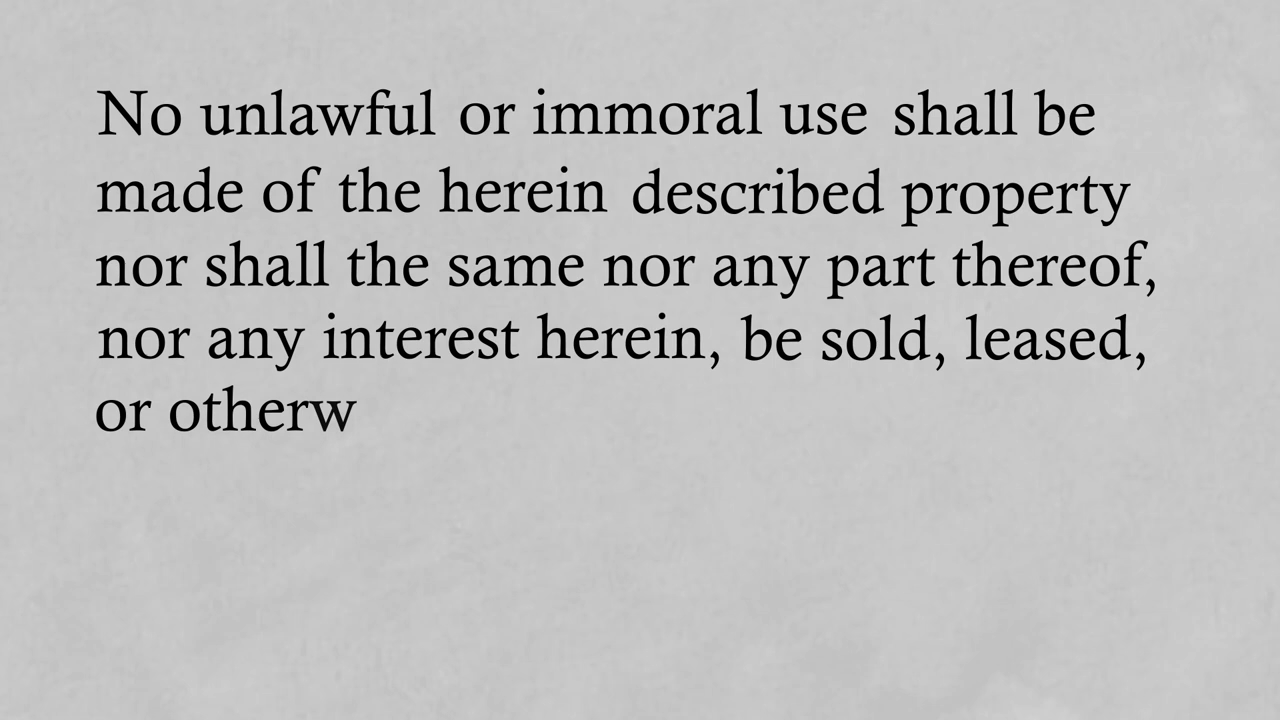 No unlawful or immoral use shall be
made of the herein described property
nor shall the same nor any part thereof,
nor any interest herein, be sold, leased,
or otherw